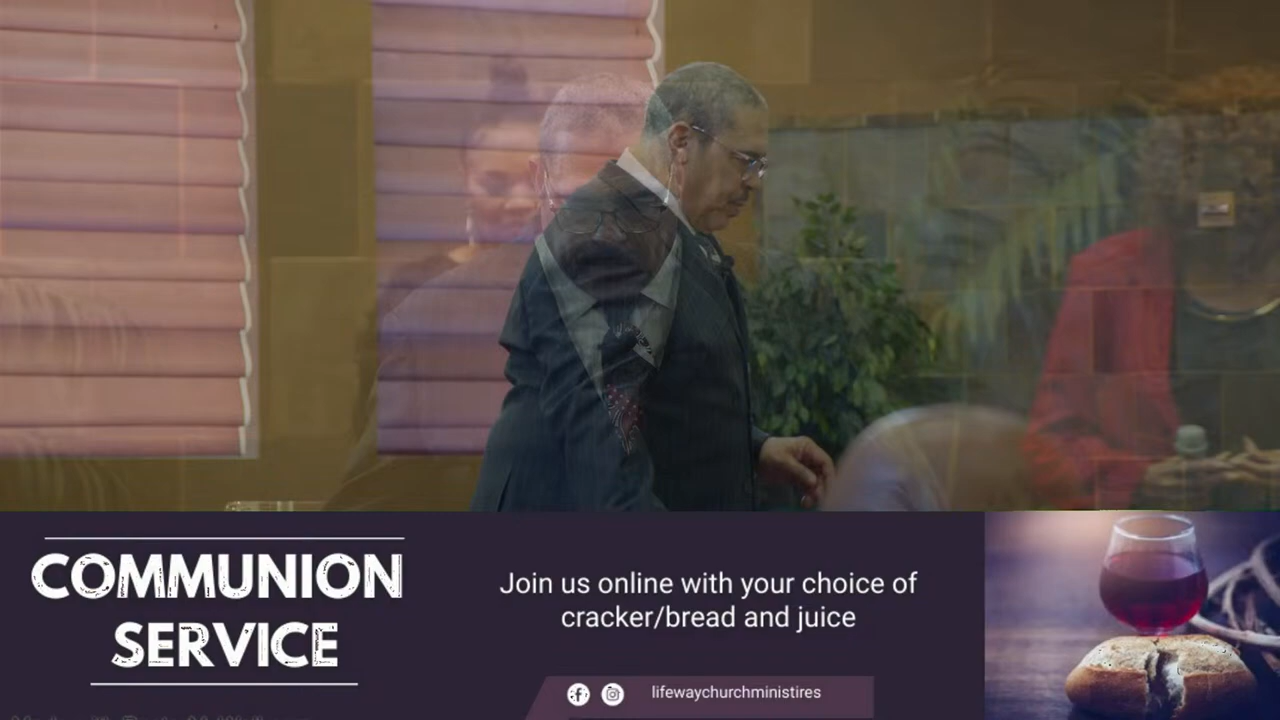 COMMUNION
SERVICE
Join us online with your choice of
cracker/bread and juice
lifewaychurchministires